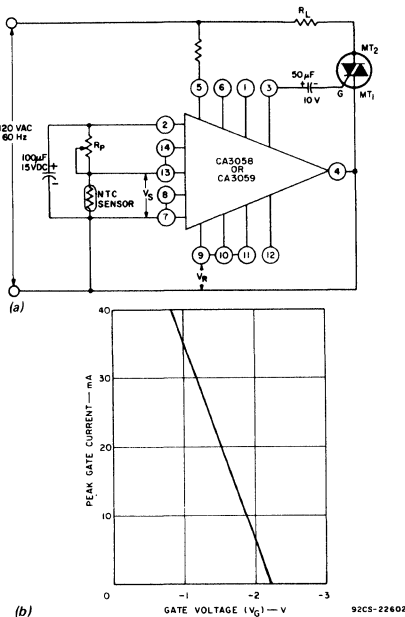 RL
MT2
50μF
+ -
G
MT1
10 V
5
6
1
3
120 VAC
60 Hz
2
RP
14
CA3058
OR
CA3059
4
100μF
15VDC
+
-
13
NTC
SENSOR
VS
8
7
9
10
11
12
VR
(a)
40
30
20
10
0
PEAK GATE CURRENT—mA
-1
-2
-3
GATE VOLTAGE (VG)—V
(b)
92CS-22602